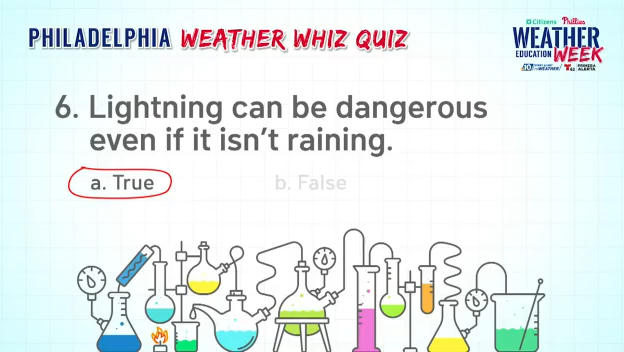 PHILADELPHIA WEATHER WHIZ QUIZ
Citizens Phillies
WEATHER
EDUCATION WEEK
6. Lightning can be dangerous
even if it isn't raining.
a. True
b. False